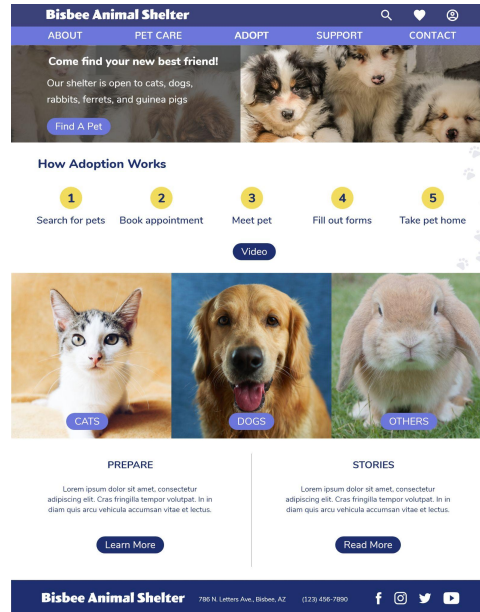 Bisbee Animal Shelter
ABOUT PET CARE ADOPT SUPPORT CONTACT
Come find your new best friend!
Our shelter is open to cats, dogs,
rabbits, ferrets, and guinea pigs
Find A Pet
How Adoption Works
1 2 3 4 5
Search for pets Book appointment Meet pet Fill out forms Take pet home
Video
CATS DOGS OTHERS
PREPARE
Lorem ipsum dolor sit amet, consectetur
adipiscing elit. Cras fringilla tempor volutpat. In in
diam quis arcu vehicula accumsan vitae et lectus.
Learn More
STORIES
Lorem ipsum dolor sit amet, consectetur
adipiscing elit. Cras fringilla tempor volutpat. In in
diam quis arcu vehicula accumsan vitae et lectus.
Read More
Bisbee Animal Shelter 786 N. Letters Ave., Bisbee, AZ (123) 456-7890